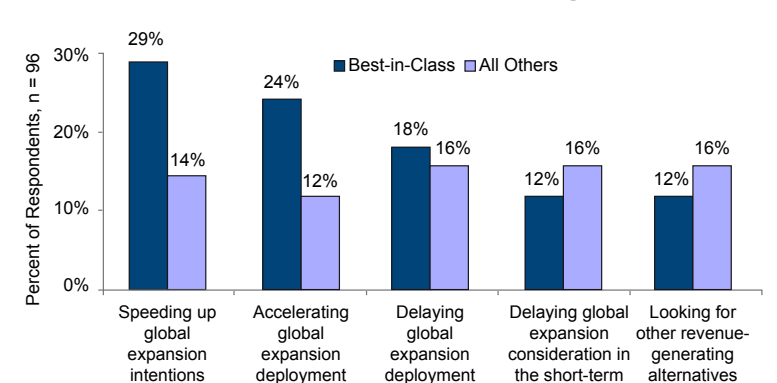 29%
30%
Best-in-Class
All Others
24%
20%
18%
16%
16%
16%
14%
12%
12%
12%
10%
0%
Percent of Respondents, n = 96
Speeding up
global
expansion
intentions
Accelerating
global
expansion
deployment
Delaying
global
expansion
deployment
Delaying global
expansion
consideration in
the short-term
Looking for
other revenue-
generating
alternatives